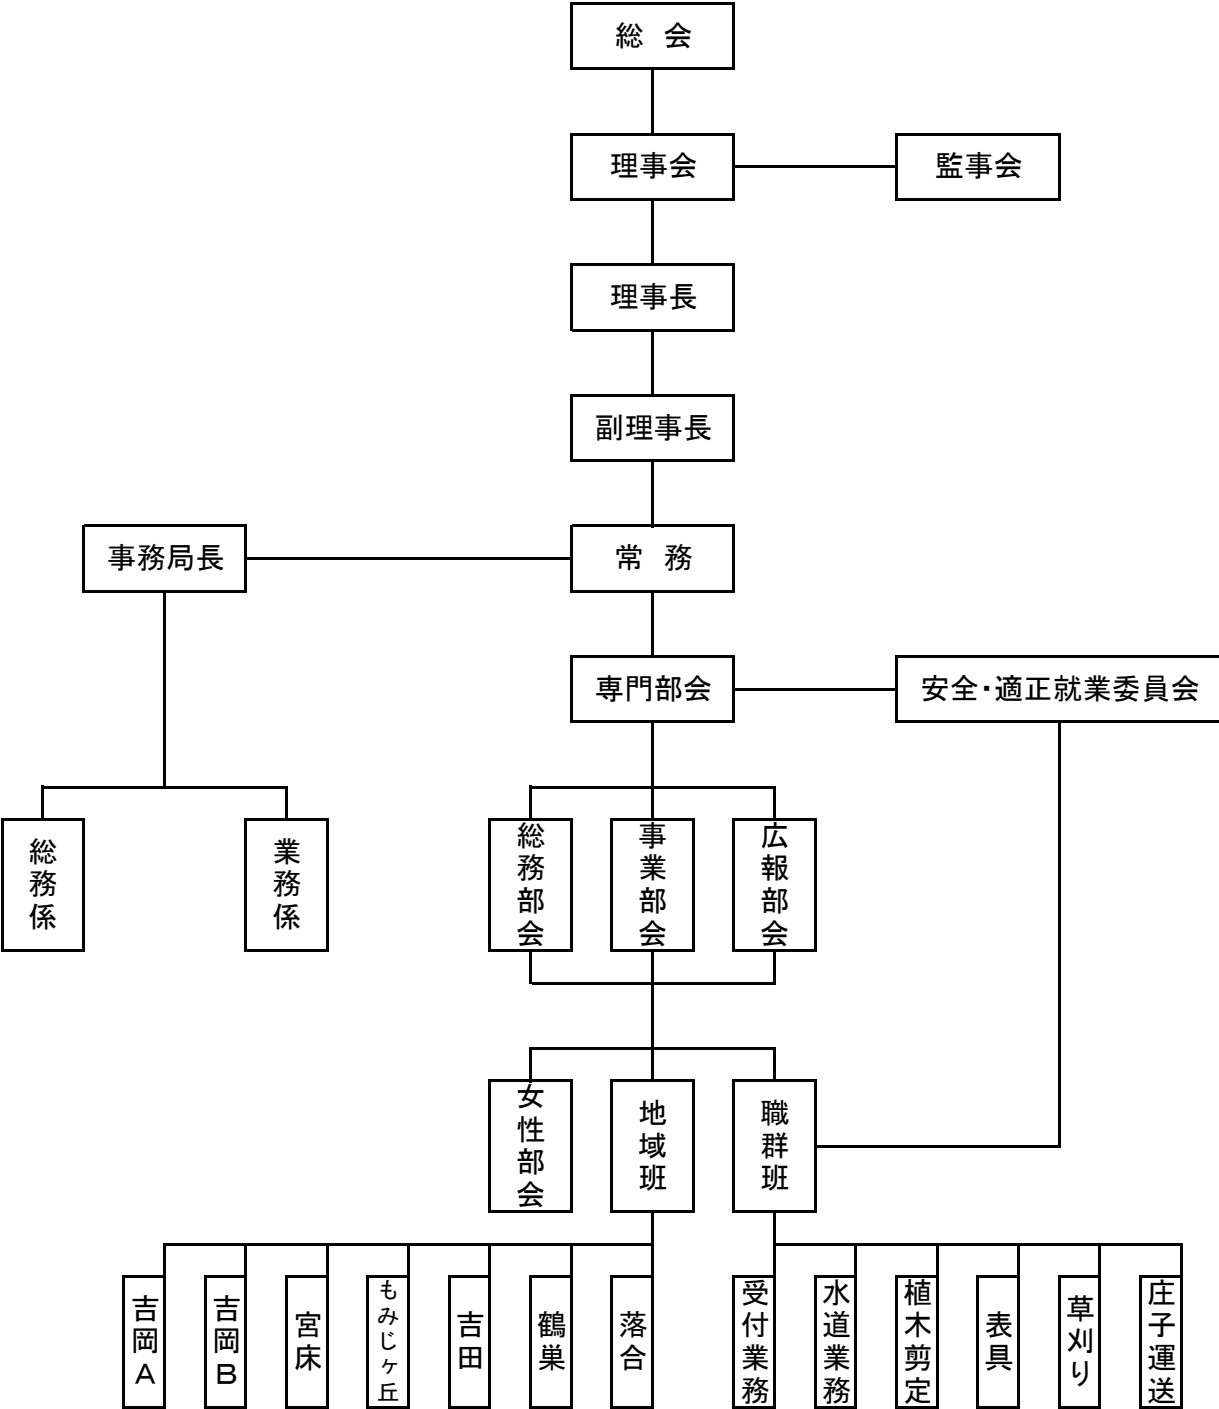 総　会
理事会
監事会
理事長
副理事長
事務局長
常　務
専門部会
安全・適正就業委員会
総務係
業務係
総務部会
事業部会
広報部会
女性部会
地域班
職群班
吉岡Ａ
吉岡Ｂ
宮床
もみじヶ丘
吉田
鶴巣
落合
受付業務
水道業務
植木剪定
表具
草刈り
庄子運送